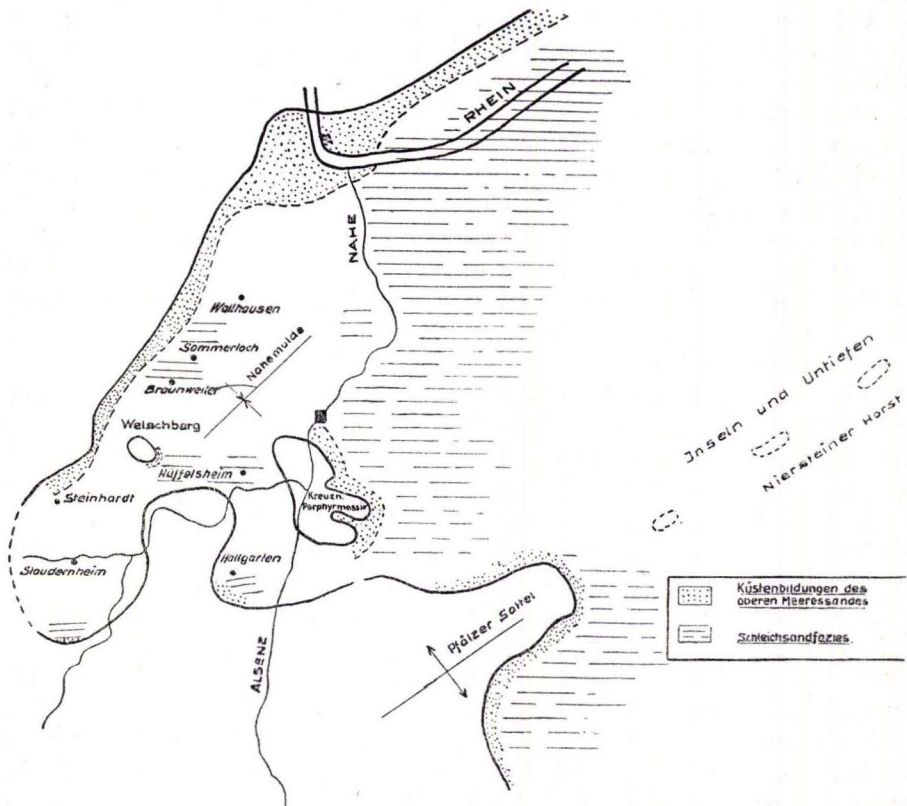 RHEIN
NAHE
Wallhausen
Sommerloch
Nahemulde
Braunweiler
Welschberg
Hüffelsheim
Steinhardt
Kreuzn.
Porphyrmassiv
Hallgarten
Staudernheim
ALSENZ
Pfälzer Sattel
Inseln und Untiefen
Niersteiner Horst
Küstenbildungen des
oberen Meeressandes
Schleichsandfazies